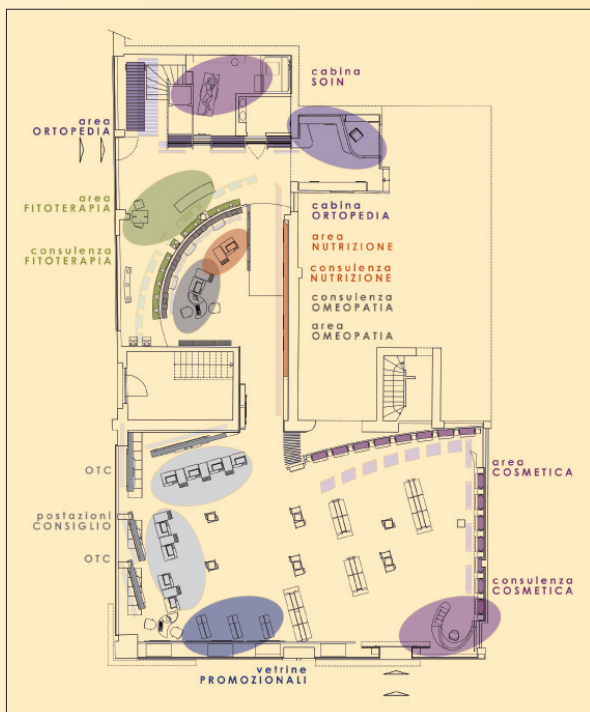 cabina
SOIN
area
ORTOPEDIA
area
FITOTERAPIA
consulenza
FITOTERAPIA
cabina
ORTOPEDIA
area
NUTRIZIONE
consulenza
NUTRIZIONE
consulenza
OMEOPATIA
area
OMEOPATIA
OTC
postazioni
CONSIGLIO
OTC
area
COSMETICA
consulenza
COSMETICA
vetrine
PROMOZIONALI